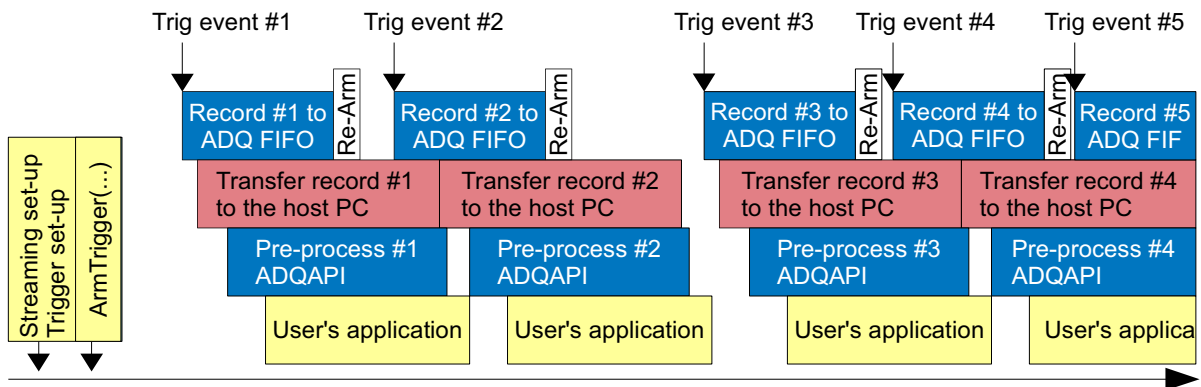 Trig event #1
Trig event #2
Trig event #3
Trig event #4
Trig event #5
Record #1 to
ADQ FIFO
Re-Arm
Record #2 to
ADQ FIFO
Re-Arm
Record #3 to
ADQ FIFO
Re-Arm
Record #4 to
ADQ FIFO
Re-Arm
Record #5
ADQ FIF
Streaming set-up
Trigger set-up
ArmTrigger(...)
Transfer record #1
to the host PC
Transfer record #2
to the host PC
Transfer record #3
to the host PC
Transfer record #4
to the host PC
Pre-process #1
ADQAPI
Pre-process #2
ADQAPI
Pre-process #3
ADQAPI
Pre-process #4
ADQAPI
User's application
User's application
User's application
User's applica